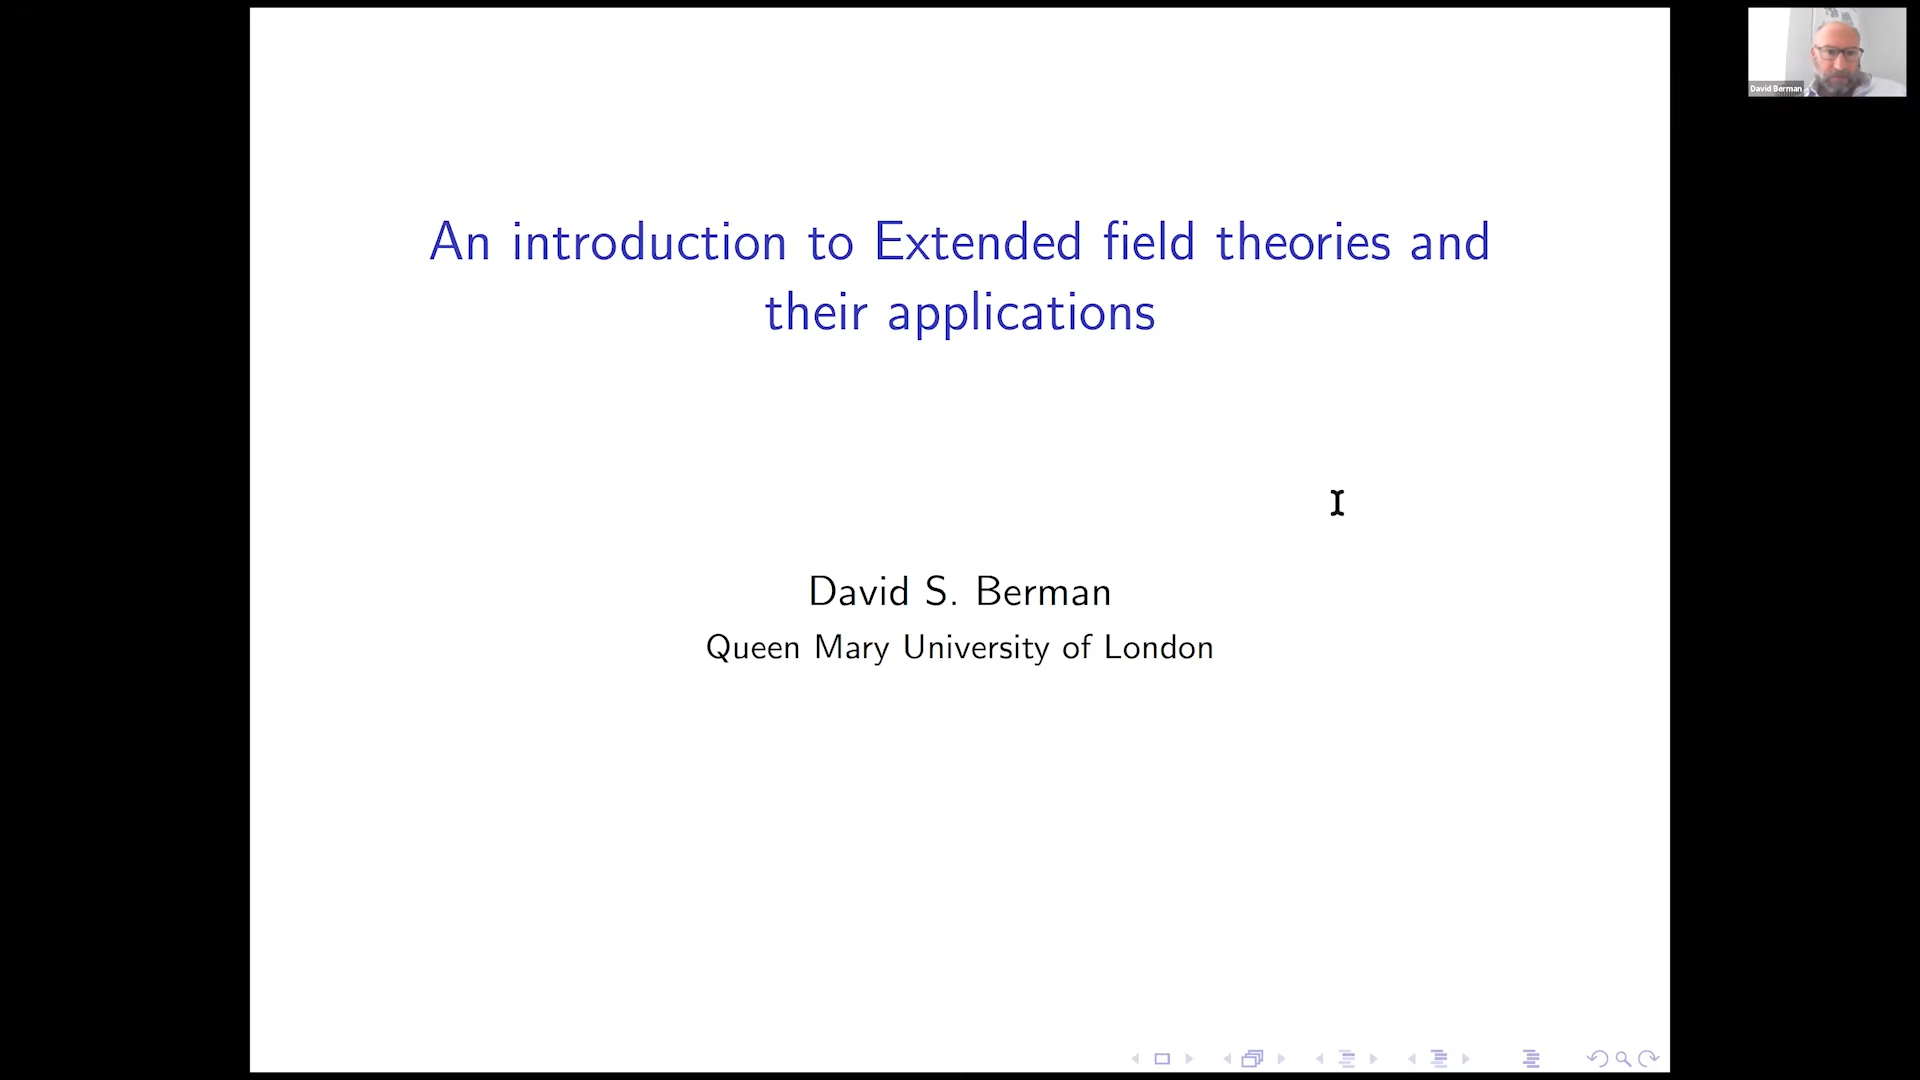 David Berman
An introduction to Extended field theories and
their applications
David S. Berman
Queen Mary University of London